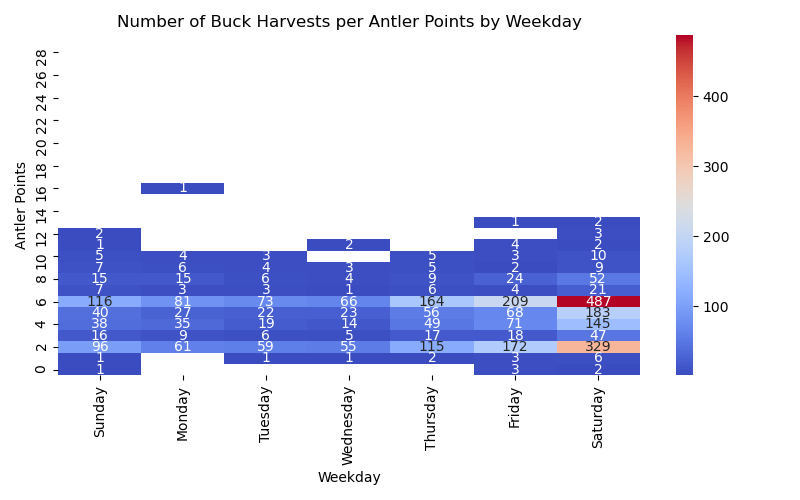 Number of Buck Harvests per Antler Points by Weekday
28
26
24
22
20
18
16 1
14
1 2
12 2 3
1 2 4 2
10 5 4 3 5 3 10
7 6 4 3 5 2 9
8 15 15 6 4 9 24 52
7 3 3 1 6 4 21
6 116 81 73 66 164 209 487
40 27 22 23 56 68 183
4 38 35 19 14 49 71 145
16 9 6 5 17 18 47
2 96 61 59 55 115 172 329
1 1 1 2 3 6
0 1 3 2
Antler Points
Sunday
Monday
Tuesday
Wednesday
Thursday
Friday
Saturday
Weekday
400
300
200
100